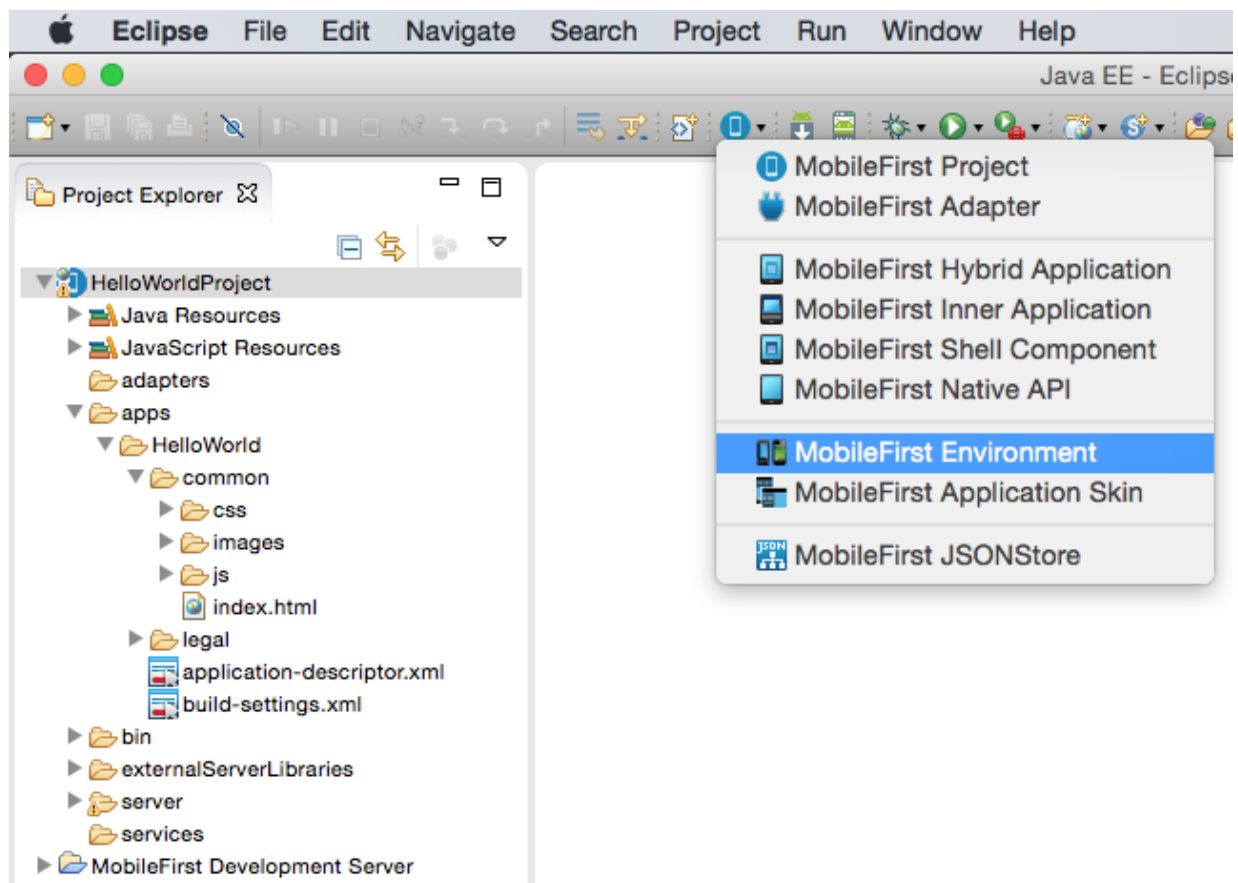 Eclipse File Edit Navigate Search Project Run Window Help
Java EE - Eclips
Project Explorer
HelloWorldProject
Java Resources
JavaScript Resources
adapters
apps
HelloWorld
common
css
images
js
index.html
legal
application-descriptor.xml
build-settings.xml
bin
externalServerLibraries
server
services
MobileFirst Development Server
MobileFirst Project
MobileFirst Adapter
MobileFirst Hybrid Application
MobileFirst Inner Application
MobileFirst Shell Component
MobileFirst Native API
MobileFirst Environment
MobileFirst Application Skin
JSON
MobileFirst JSONStore